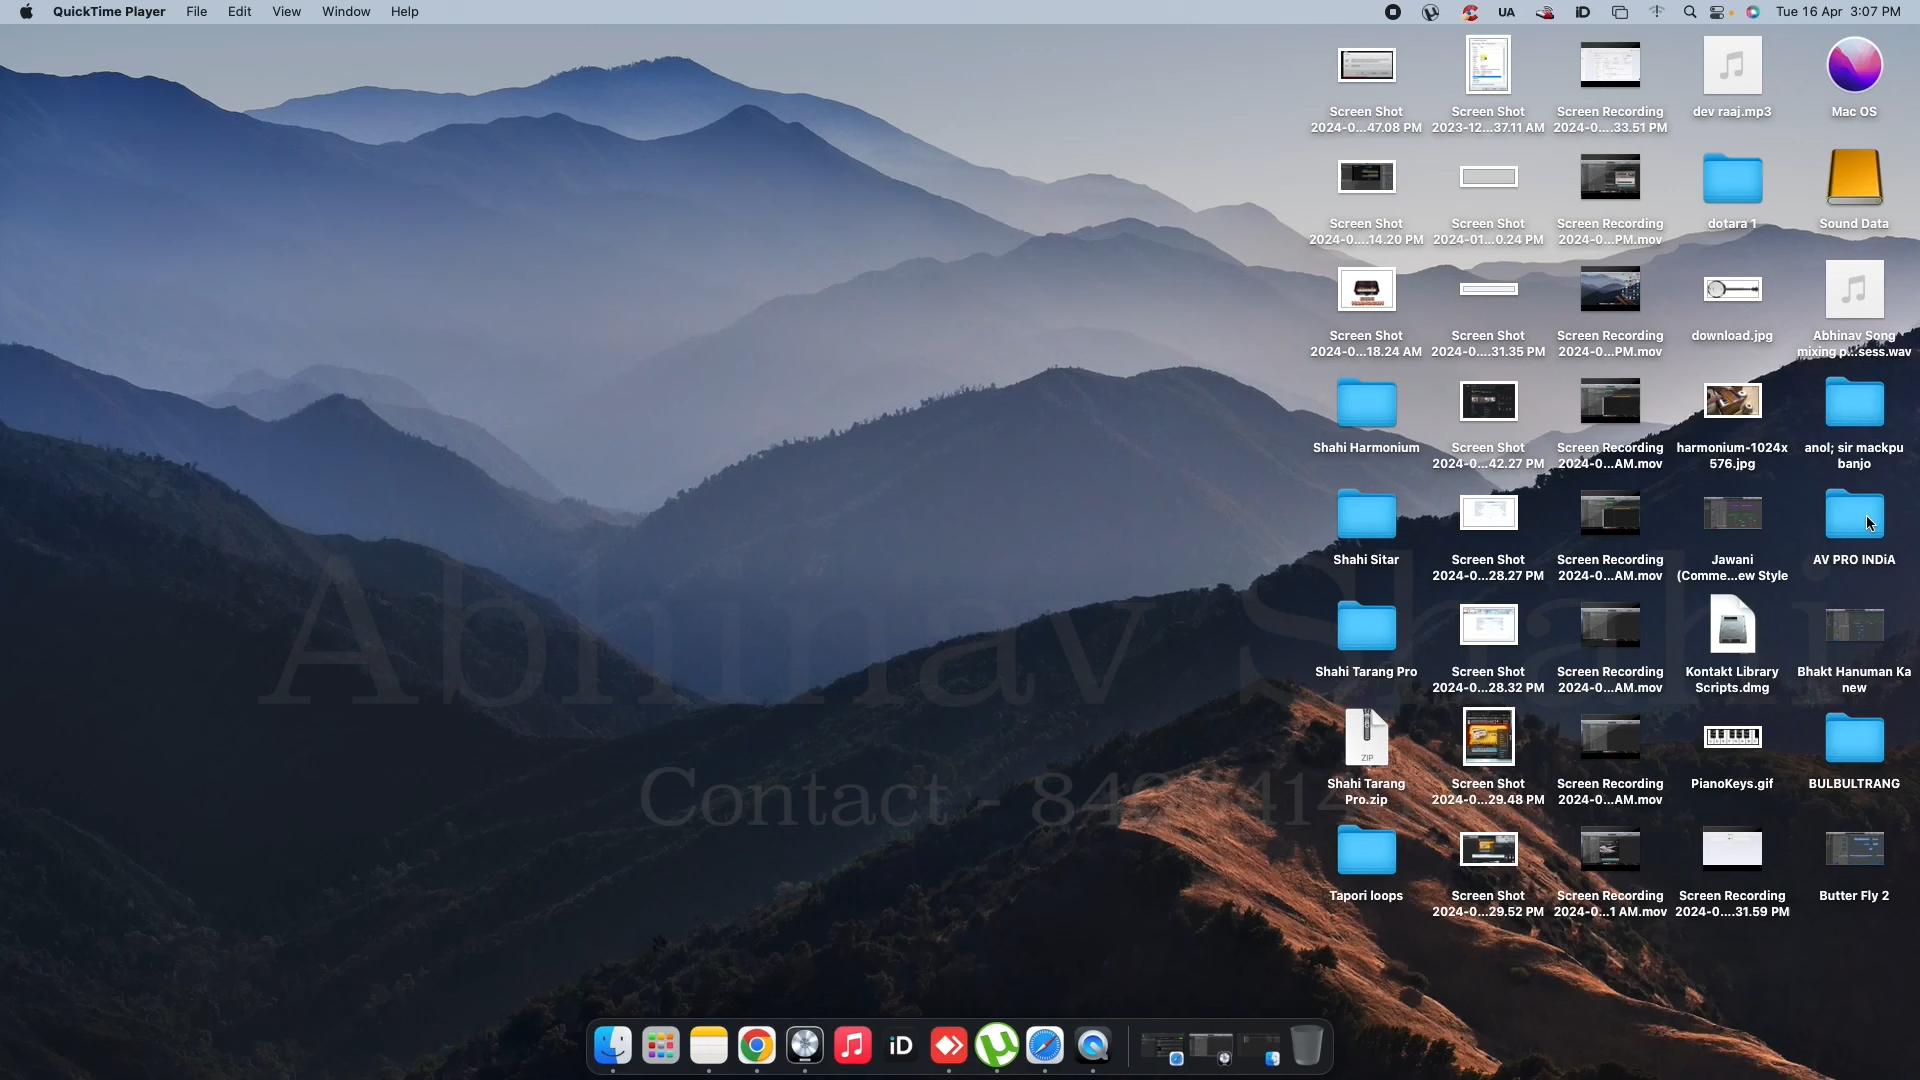 QuickTime Player File Edit View Window Help
UA iD Tue 16 Apr 3:07 PM
Screen Shot
2024-0...47.08 PM
Screen Shot
2023-12...37.11 AM
Screen Recording
2024-0....33.51 PM
dev raaj.mp3
Mac OS
Screen Shot
2024-0....14.20 PM
Screen Shot
2024-01...0.24 PM
Screen Recording
2024-0...PM.mov
dotara 1
Sound Data
Screen Shot
2024-0...18.24 AM
Screen Shot
2024-0....31.35 PM
Screen Recording
2024-0...PM.mov
download.jpg
Abhinav Song
mixing p...sess.wav
Shahi Harmonium
Screen Shot
2024-0...42.27 PM
Screen Recording
2024-0...AM.mov
harmonium-1024x
576.jpg
anol; sir mackpu
banjo
Shahi Sitar
Screen Shot
2024-0...28.27 PM
Screen Recording
2024-0...AM.mov
Jawani
(Comme...ew Style
AV PRO INDiA
Shahi Tarang Pro
Screen Shot
2024-0...28.32 PM
Screen Recording
2024-0...AM.mov
Kontakt Library
Scripts.dmg
Bhakt Hanuman Ka
new
ZIP
Shahi Tarang
Pro.zip
Screen Shot
2024-0...29.48 PM
Screen Recording
2024-0...AM.mov
PianoKeys.gif
BULBULTRANG
Tapori loops
Screen Shot
2024-0...29.52 PM
Screen Recording
2024-0...1 AM.mov
Screen Recording
2024-0....31.59 PM
Butter Fly 2
Abhinav Shahi
Contact -
iD